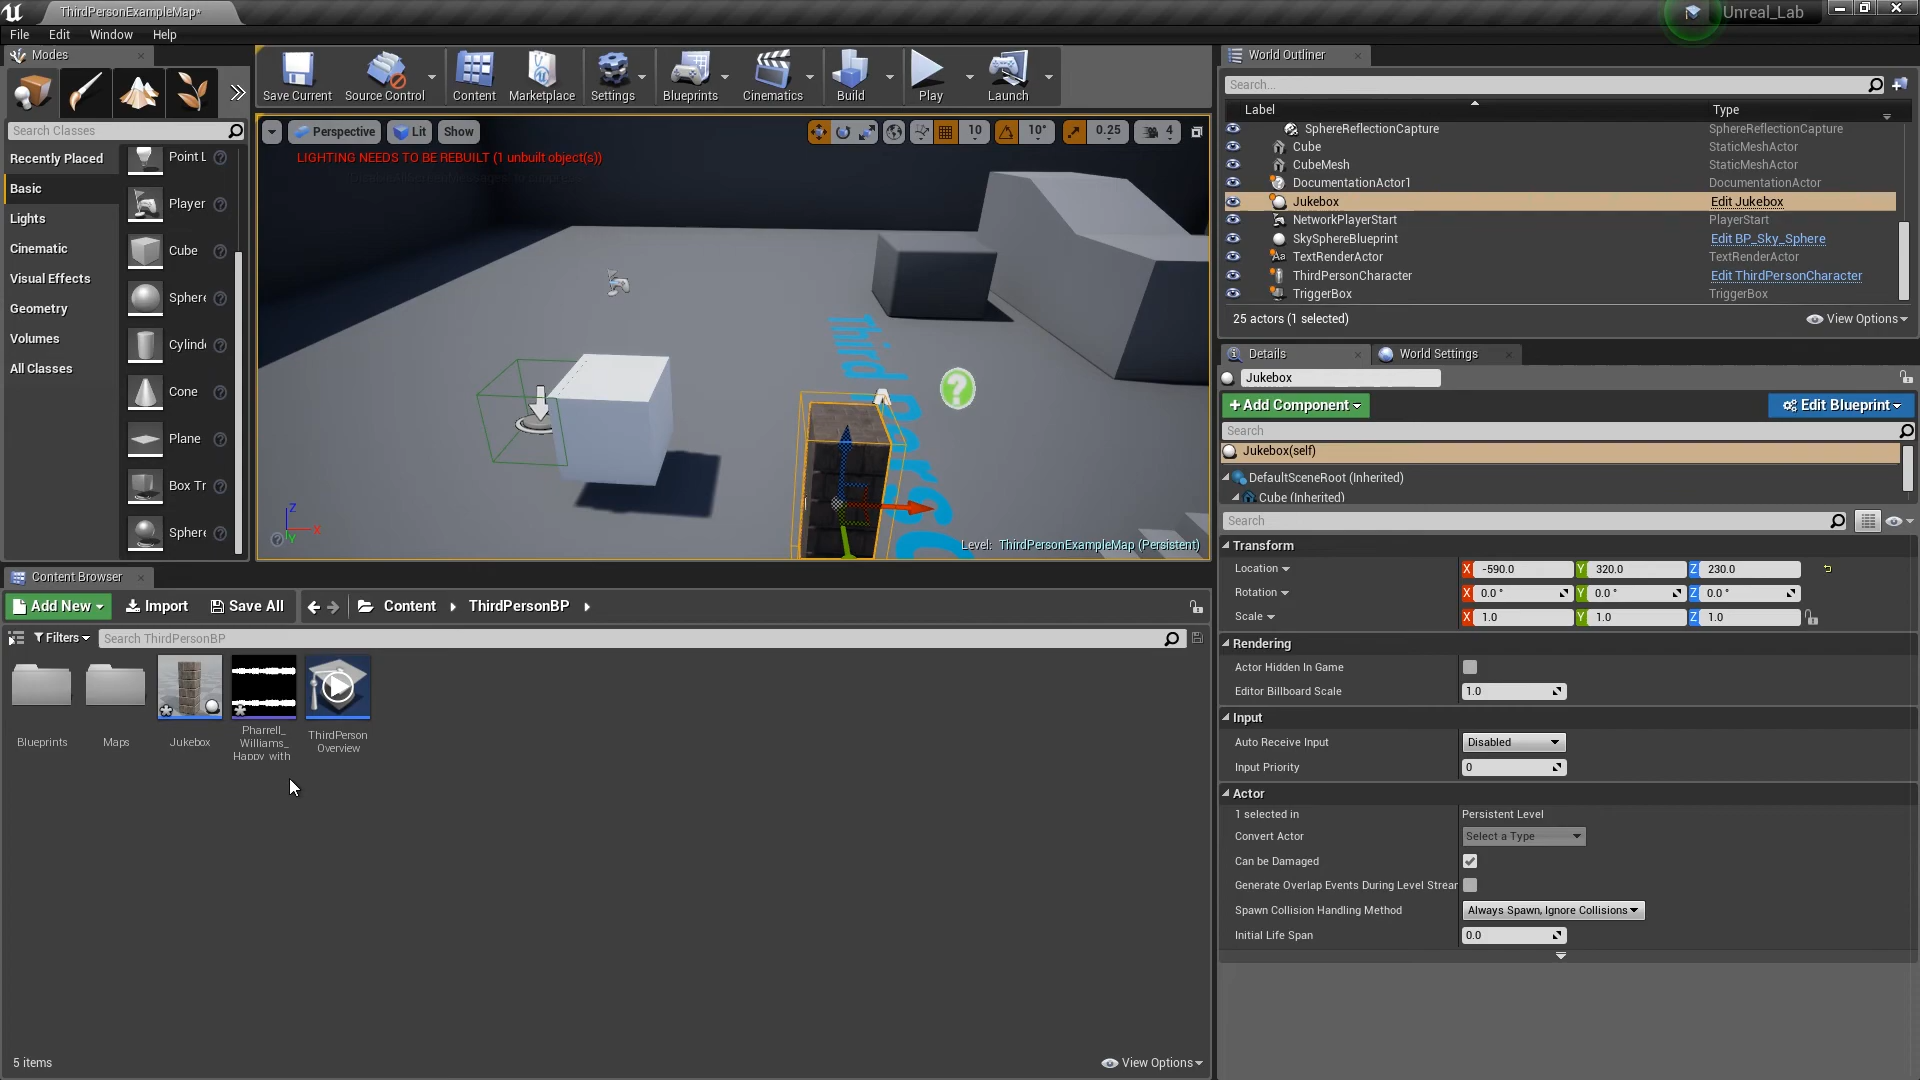 ThirdPersonExampleMap*
Unreal_Lab
File Edit Window Help
Modes
Save Current
Source Control
Content
Marketplace
Settings
Blueprints
Cinematics
Build
Play
Launch
Search Classes
Recently Placed
Basic
Lights
Cinematic
Visual Effects
Geometry
Volumes
All Classes
Point L
Player
Cube
Sphere
Cylind
Cone
Plane
Box Tr
Sphere
Perspective
Lit
Show
10
10°
0.25
4
LIGHTING NEEDS TO BE REBUILT (1 unbuilt object(s))
Third
Z
X
Y
Level: ThirdPersonExampleMap (Persistent)
World Outliner
Search...
Label
Type
SphereReflectionCapture SphereReflectionCapture
Cube StaticMeshActor
CubeMesh StaticMeshActor
DocumentationActor1 DocumentationActor
Jukebox Edit Jukebox
NetworkPlayerStart PlayerStart
SkySphereBlueprint Edit BP_Sky_Sphere
TextRenderActor TextRenderActor
ThirdPersonCharacter Edit ThirdPersonCharacter
TriggerBox TriggerBox
25 actors (1 selected)
View Options
Details
World Settings
Jukebox
+Add Component
Edit Blueprint
Search
Jukebox(self)
DefaultSceneRoot (Inherited)
Cube (Inherited)
Search
Transform
Location X -590.0 Y 320.0 Z 230.0
Rotation X 0.0 ° Y 0.0 ° Z 0.0 °
Scale X 1.0 Y 1.0 Z 1.0
Rendering
Actor Hidden In Game
Editor Billboard Scale 1.0
Input
Auto Receive Input Disabled
Input Priority 0
Actor
1 selected in Persistent Level
Convert Actor Select a Type
Can be Damaged
Generate Overlap Events During Level Strear
Spawn Collision Handling Method Always Spawn, Ignore Collisions
Initial Life Span 0.0
Content Browser
Add New
Import
Save All
Content
ThirdPersonBP
Filters
Search ThirdPersonBP
Blueprints
Maps
Jukebox
Pharrell_
Williams_
Happy_with
ThirdPerson
Overview
5 items
View Options